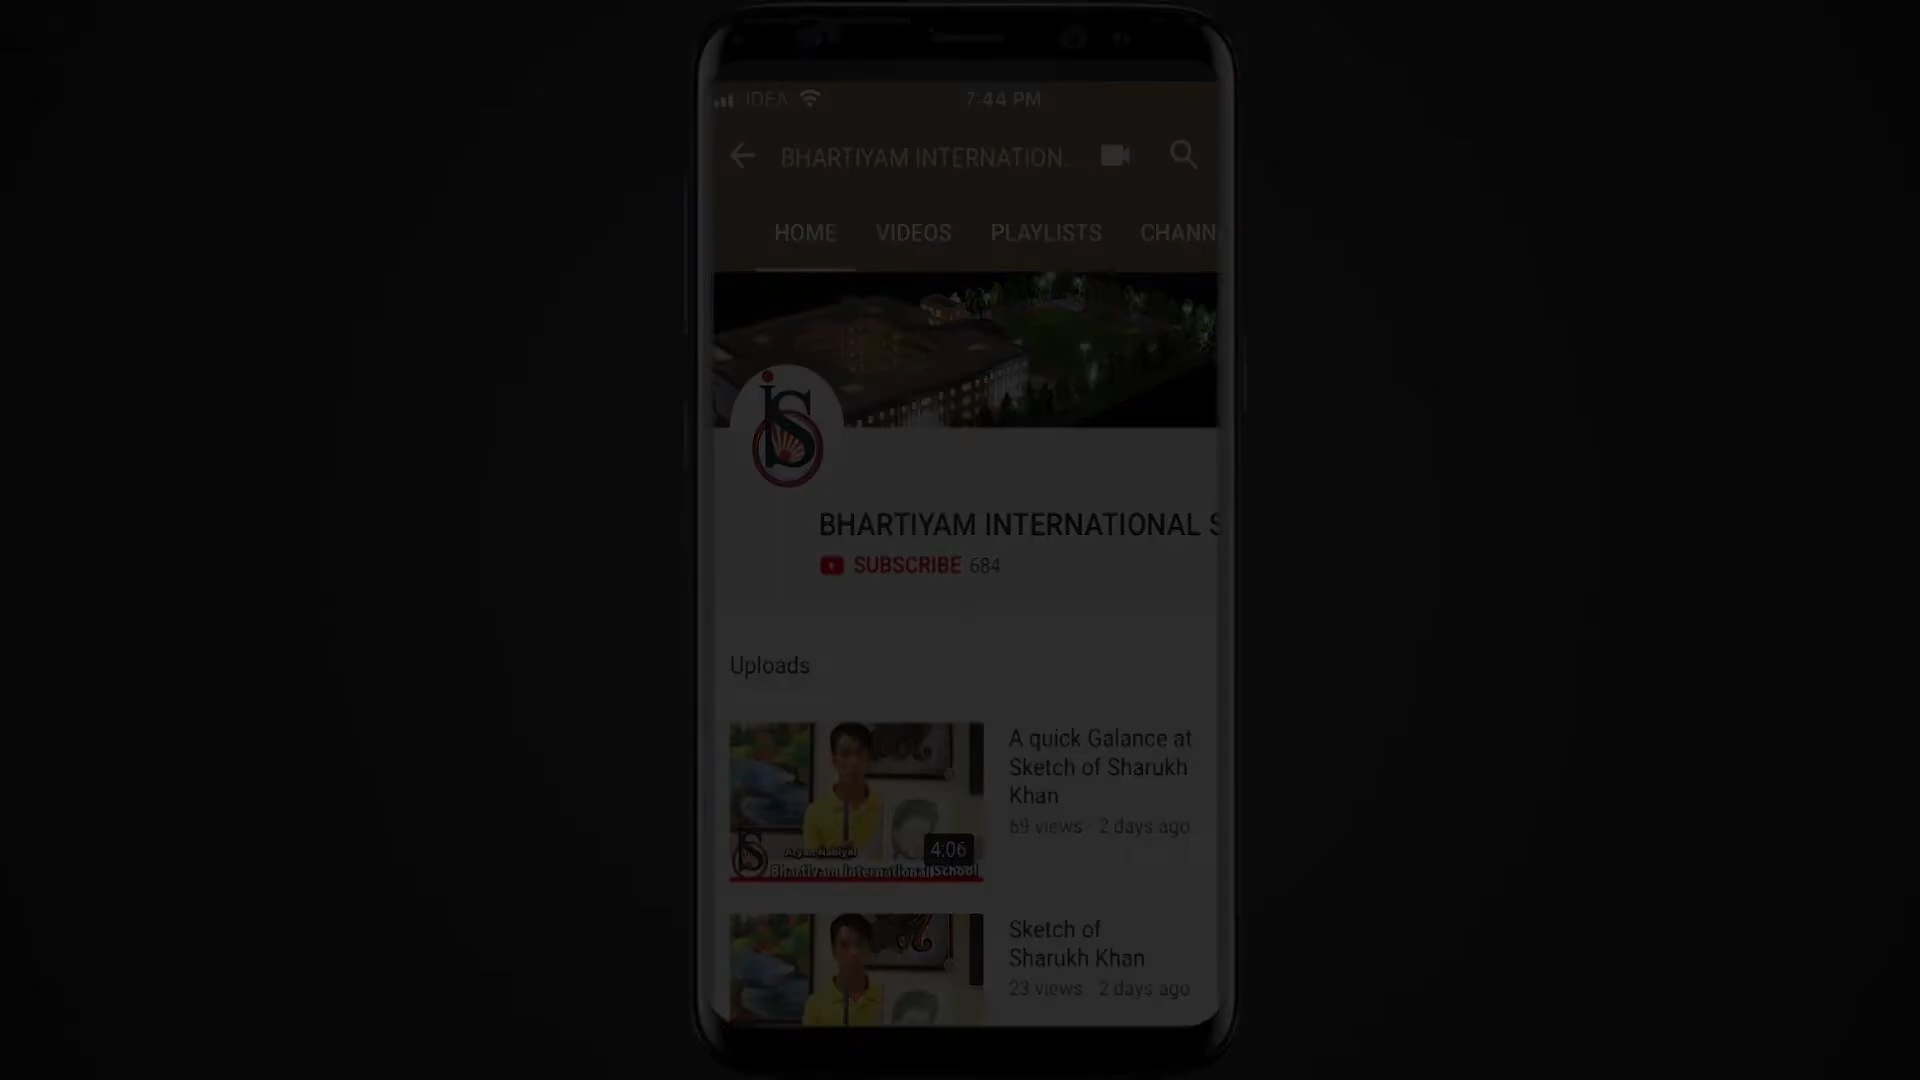 IDEA 7:44 PM
BHARTIYAM INTERNATION.
HOME VIDEOS PLAYLISTS CHANN
BHARTIYAM INTERNATIONAL S
SUBSCRIBE 684
Uploads
A quick Galance at
Sketch of Sharukh
Khan
69 views · 2 days ago
4:06
Aryan Nabiyal
Bhartiyam International School
Sketch of
Sharukh Khan
23 views · 2 days ago